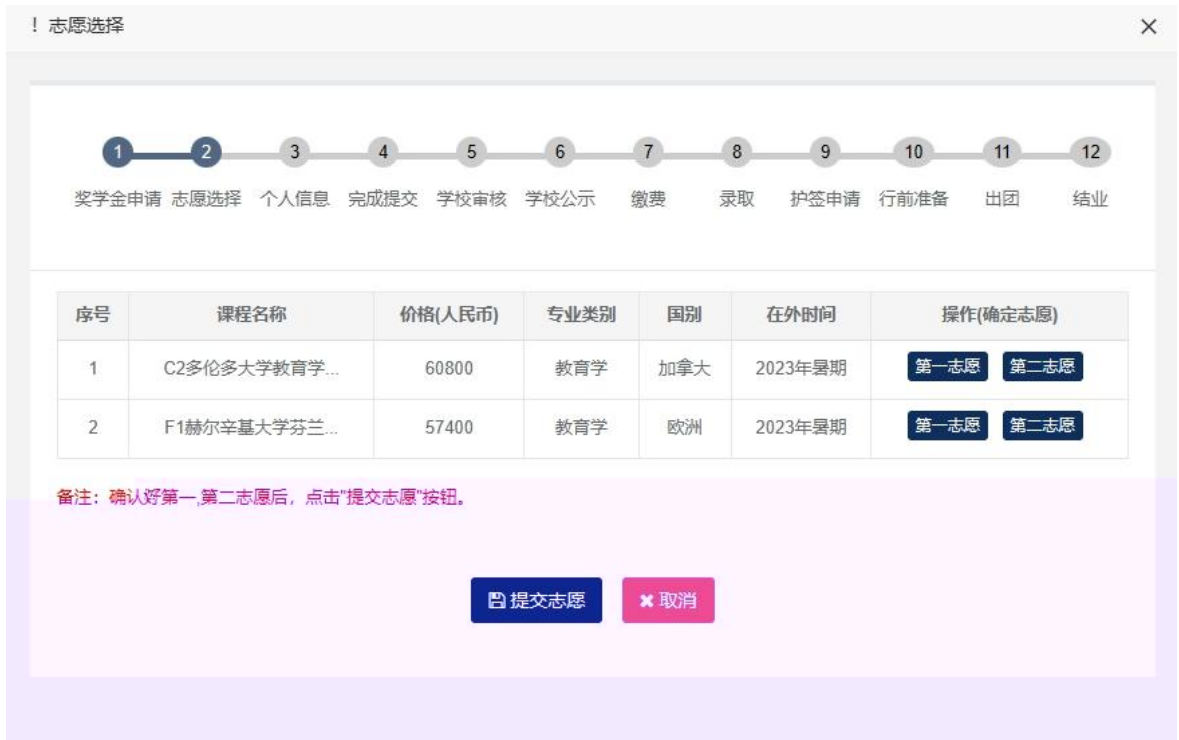 ! 志愿选择 ×
1 2 3 4 5 6 7 8 9 10 11 12
奖学金申请 志愿选择 个人信息 完成提交 学校审核 学校公示 缴费 录取 护签申请 行前准备 出团 结业
序号 课程名称 价格(人民币) 专业类别 国别 在外时间 操作(确定志愿)
1 C2多伦多大学教育学... 60800 教育学 加拿大 2023年暑期 第一志愿 第二志愿
2 F1赫尔辛基大学芬兰... 57400 教育学 欧洲 2023年暑期 第一志愿 第二志愿
备注：确认好第一,第二志愿后，点击"提交志愿"按钮。
提交志愿 取消